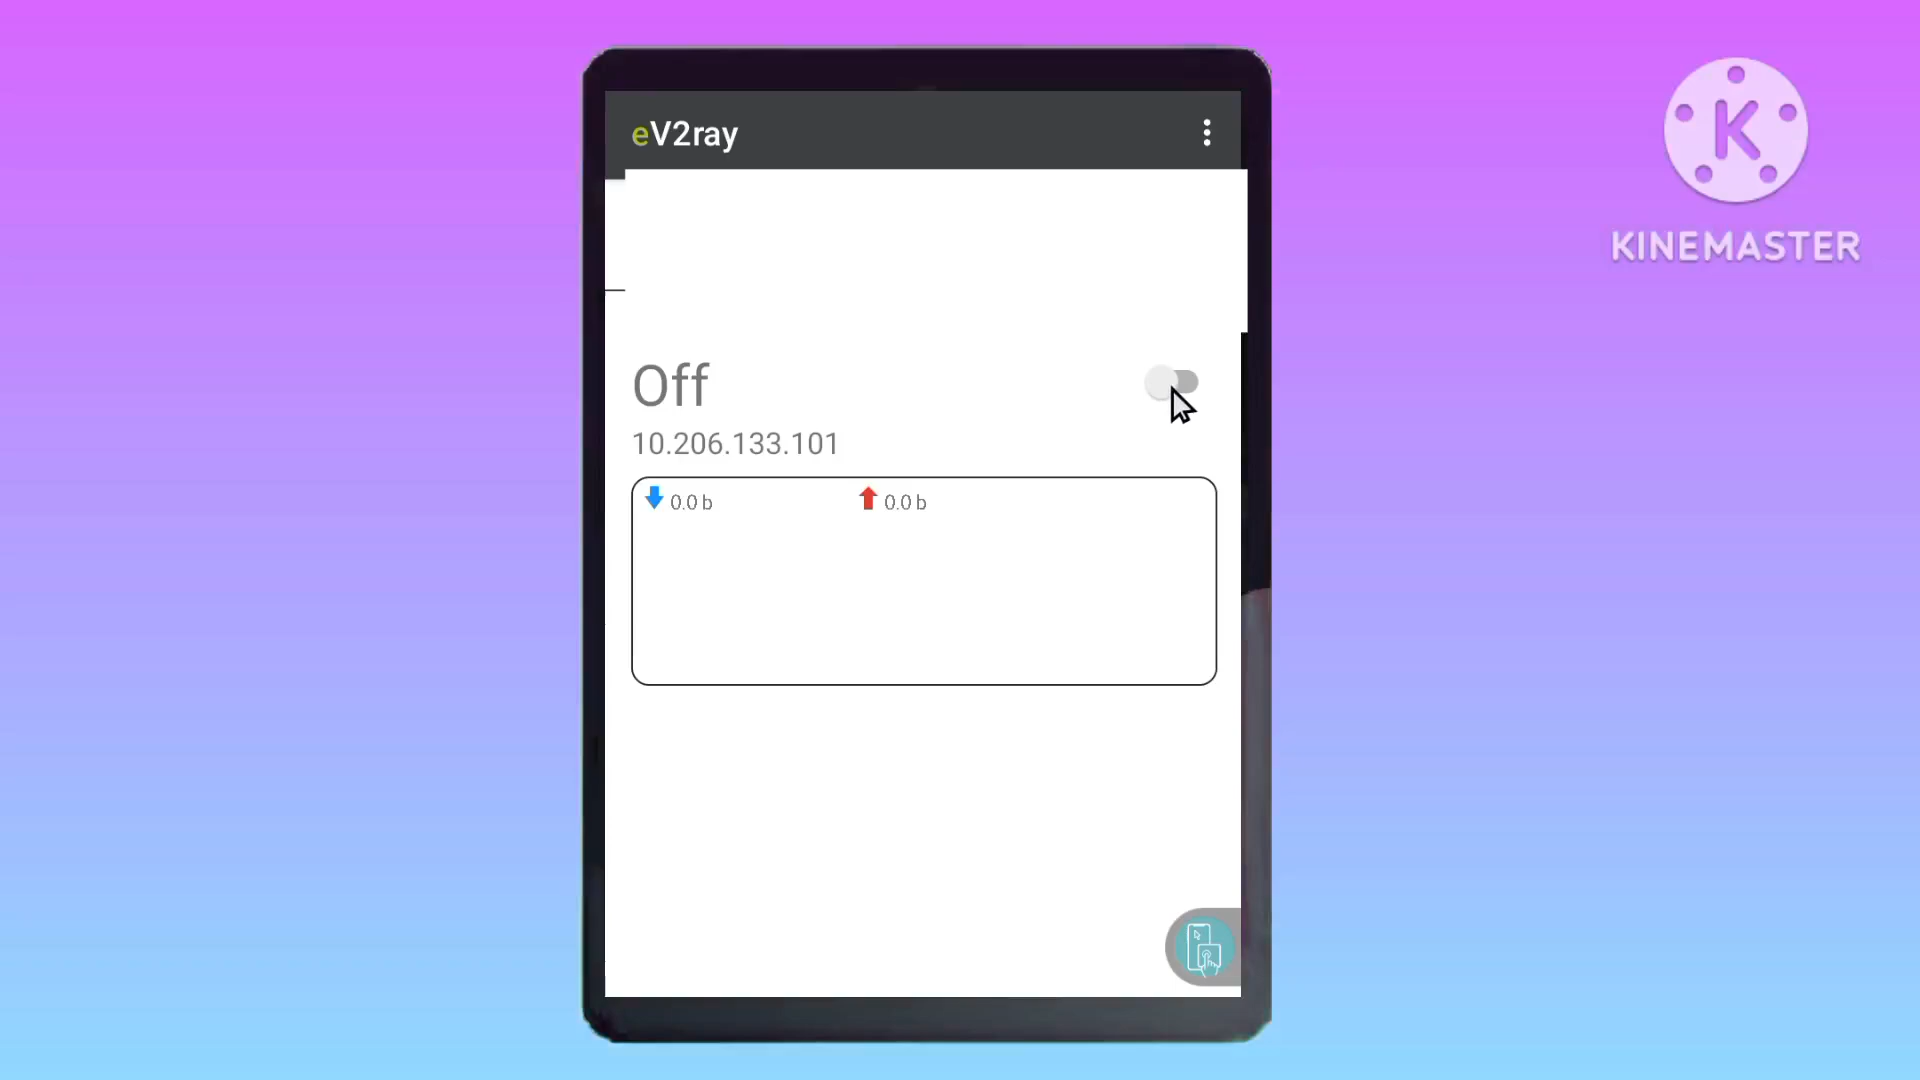 eV2ray
K
KINEMASTER
Off
10.206.133.101
0.0 b 0.0 b